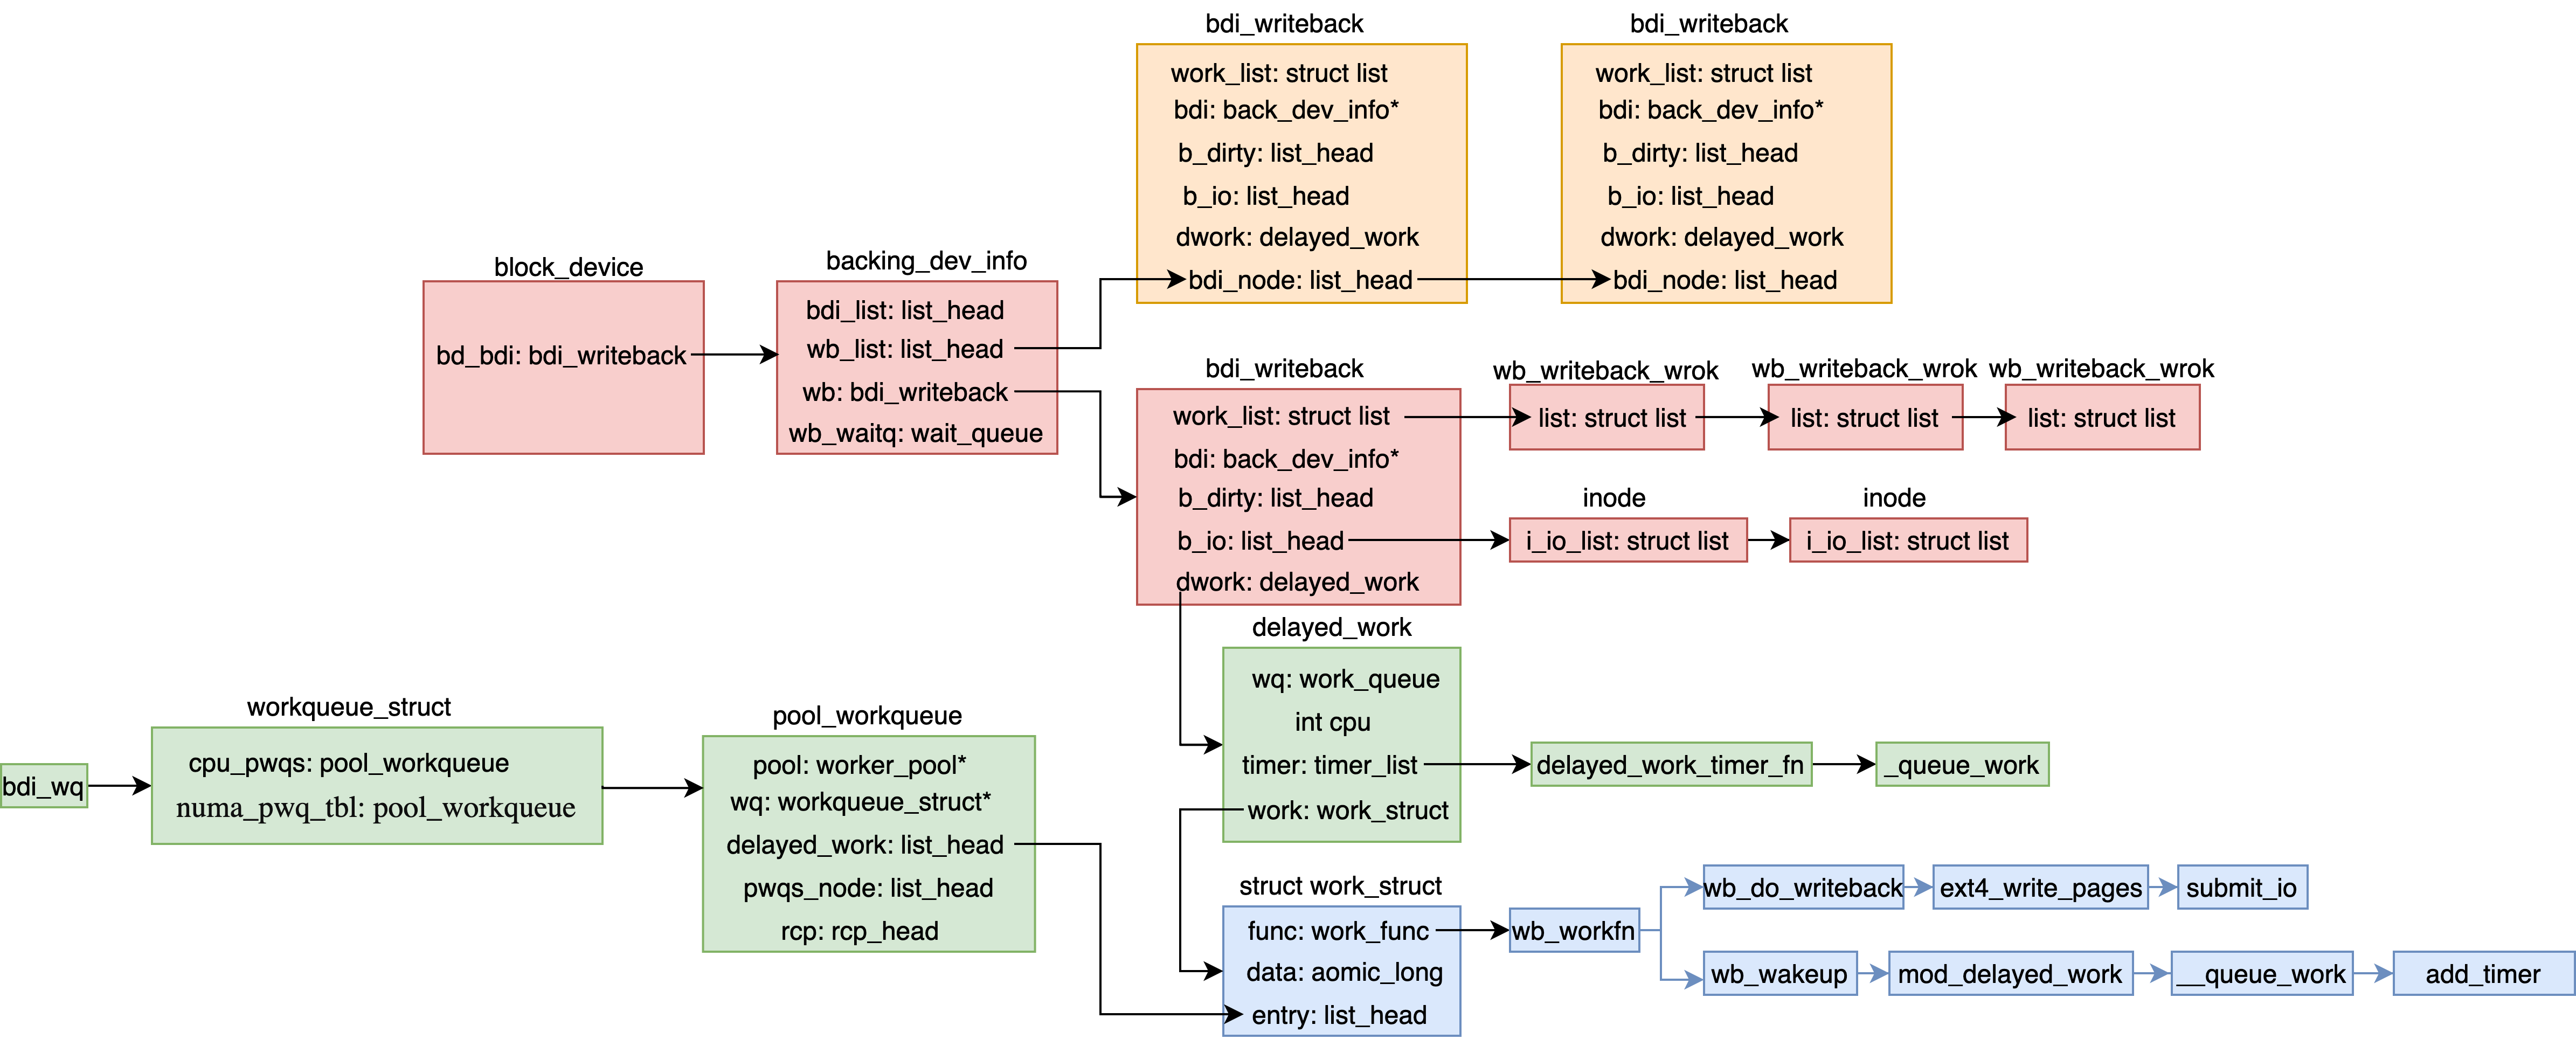 bdi_writeback
work_list: struct list
bdi: back_dev_info*
b_dirty: list_head
b_io: list_head
dwork: delayed_work
bdi_node: list_head
bdi_writeback
work_list: struct list
bdi: back_dev_info*
b_dirty: list_head
b_io: list_head
dwork: delayed_work
bdi_node: list_head
block_device
bd_bdi: bdi_writeback
backing_dev_info
bdi_list: list_head
wb_list: list_head
wb: bdi_writeback
wb_waitq: wait_queue
bdi_writeback
work_list: struct list
bdi: back_dev_info*
b_dirty: list_head
b_io: list_head
dwork: delayed_work
wb_writeback_wrok
list: struct list
wb_writeback_wrok
list: struct list
wb_writeback_wrok
list: struct list
inode
i_io_list: struct list
inode
i_io_list: struct list
delayed_work
wq: work_queue
int cpu
timer: timer_list
work: work_struct
delayed_work_timer_fn
_queue_work
bdi_wq
workqueue_struct
cpu_pwqs: pool_workqueue
numa_pwq_tbl: pool_workqueue
pool_workqueue
pool: worker_pool*
wq: workqueue_struct*
delayed_work: list_head
pwqs_node: list_head
rcp: rcp_head
struct work_struct
func: work_func
data: aomic_long
entry: list_head
wb_workfn
wb_do_writeback
ext4_write_pages
submit_io
wb_wakeup
mod_delayed_work
__queue_work
add_timer